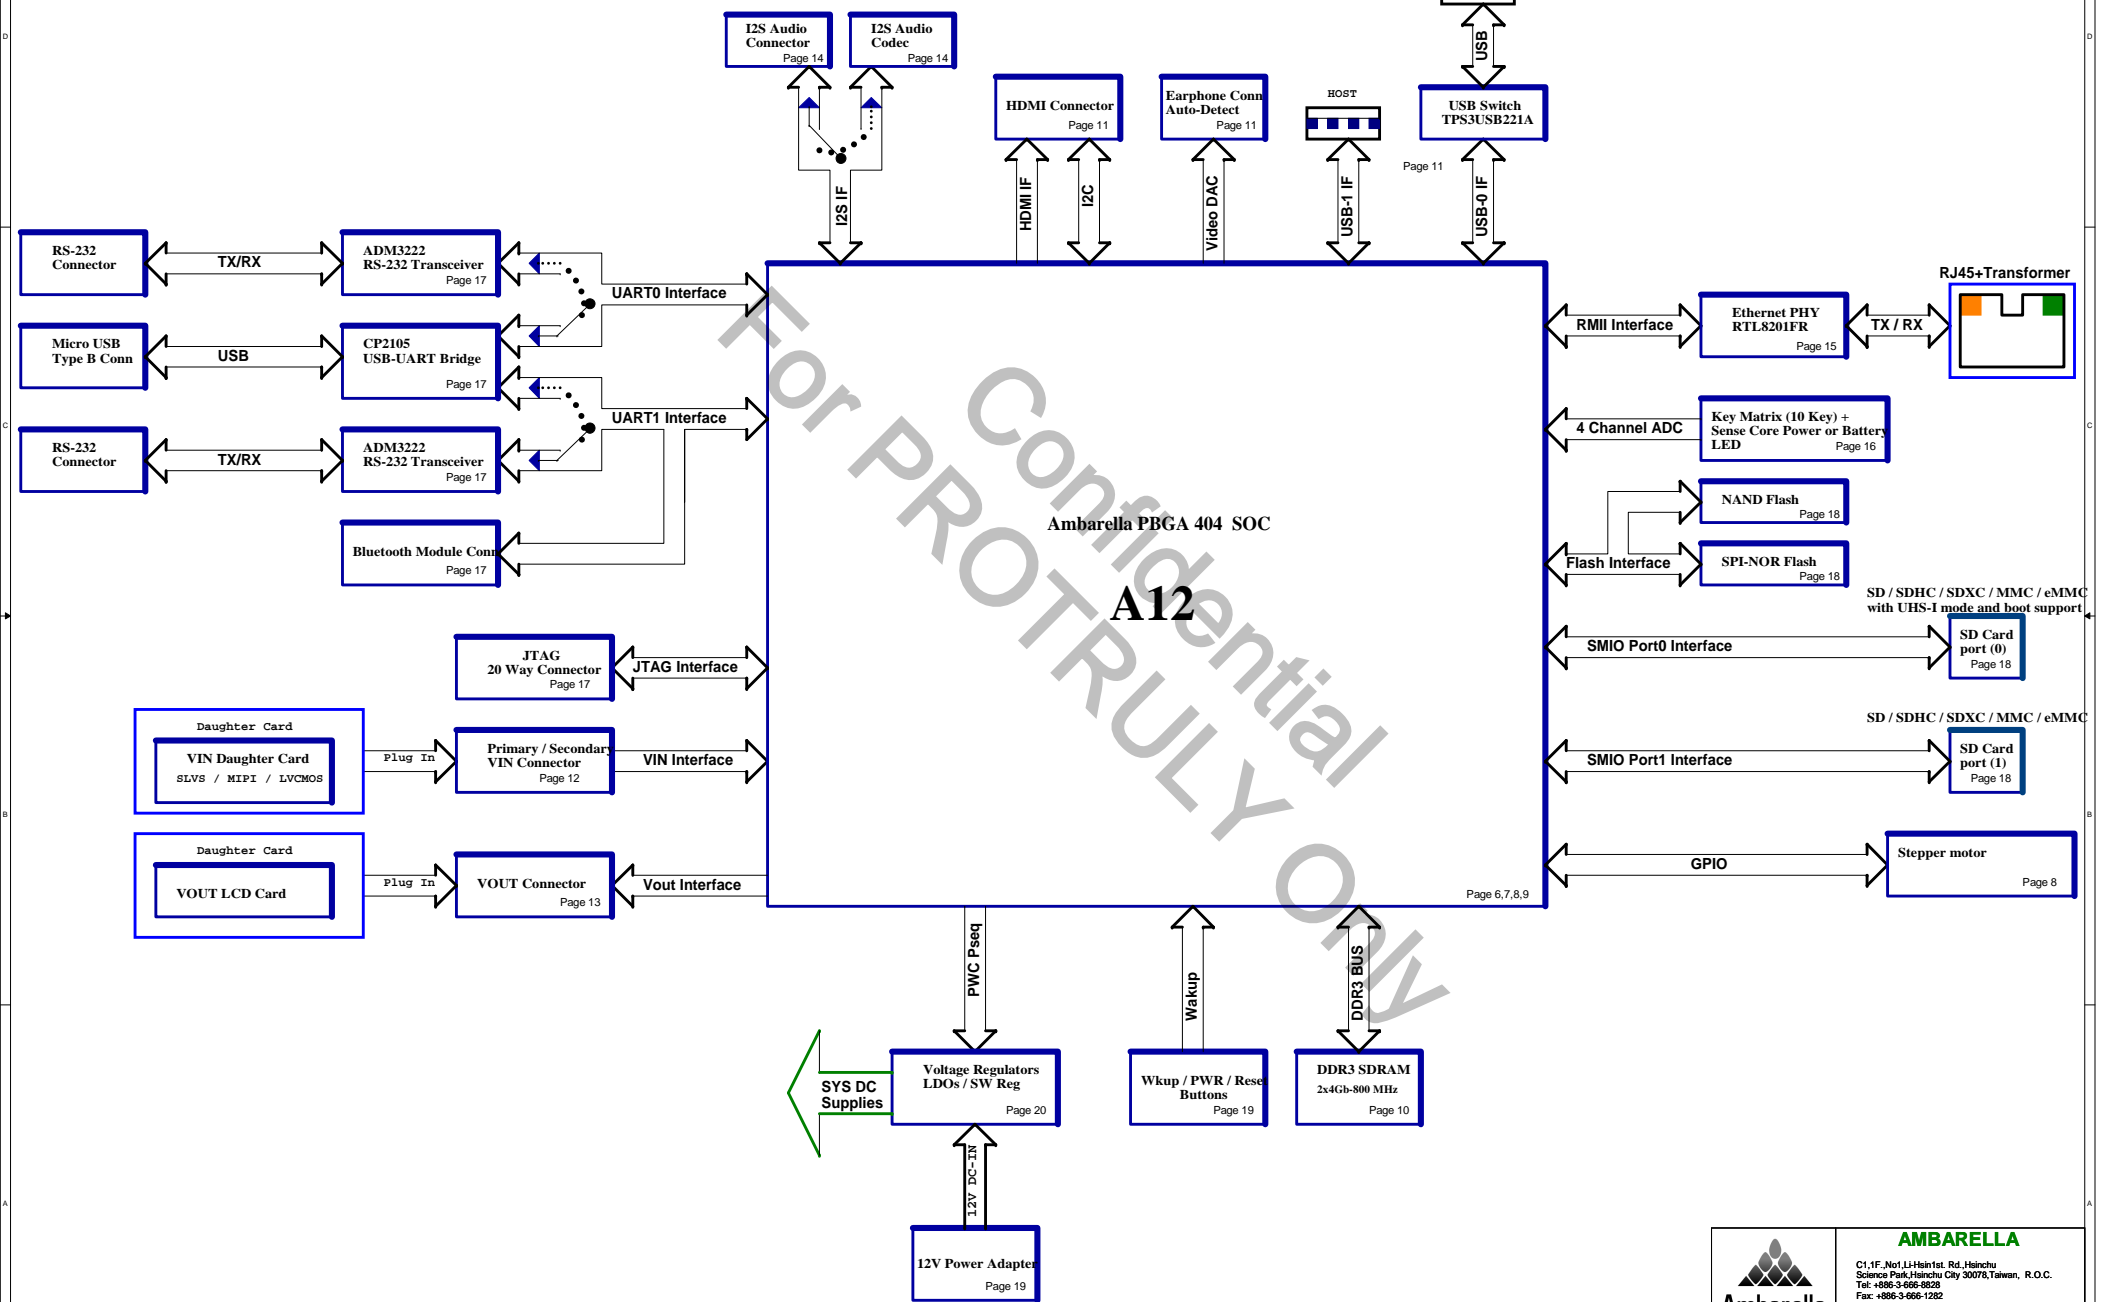 I2S Audio
Connector
Page 14
I2S Audio
Codec
Page 14
USB
HDMI Connector
Page 11
Earphone Conn
Auto-Detect
Page 11
HOST
USB Switch
TPS3USB221A
Page 11
I2S IF
HDMI IF
I2C
Video DAC
USB-1 IF
USB-0 IF
RS-232
Connector
TX/RX
ADM3222
RS-232 Transceiver
Page 17
UART0 Interface
Micro USB
Type B Conn
USB
CP2105
USB-UART Bridge
Page 17
UART1 Interface
RS-232
Connector
TX/RX
ADM3222
RS-232 Transceiver
Page 17
Bluetooth Module Conn
Page 17
JTAG
20 Way Connector
Page 17
JTAG Interface
Daughter Card
VIN Daughter Card
SLVS / MIPI / LVCMOS
Plug In
Primary / Secondary
VIN Connector
Page 12
VIN Interface
Daughter Card
VOUT LCD Card
Plug In
VOUT Connector
Page 13
Vout Interface
Ambarella PBGA 404 SOC
A12
Page 6,7,8,9
Confidential
For PROTRULY Only
RMII Interface
Ethernet PHY
RTL8201FR
Page 15
TX / RX
RJ45+Transformer
4 Channel ADC
Key Matrix (10 Key) +
Sense Core Power or Battery
LED
Page 16
NAND Flash
Page 18
Flash Interface
SPI-NOR Flash
Page 18
SD / SDHC / SDXC / MMC / eMMC
with UHS-I mode and boot support
SMIO Port0 Interface
SD Card
port (0)
Page 18
SD / SDHC / SDXC / MMC / eMMC
SMIO Port1 Interface
SD Card
port (1)
Page 18
GPIO
Stepper motor
Page 8
PWC Pseq
Wakup
DDR3 BUS
SYS DC
Supplies
Voltage Regulators
LDOs / SW Reg
Page 20
Wkup / PWR / Reset
Buttons
Page 19
DDR3 SDRAM
2x4Gb-800 MHz
Page 10
12V DC-IN
12V Power Adapter
Page 19
D
D
C
C
B
B
A
A
Ambarella
AMBARELLA
C1,1F.,No1,Li-Hsin1st. Rd.,Hsinchu
Science Park,Hsinchu City 30078,Taiwan, R.O.C.
Tel: +886-3-666-8828
Fax: +886-3-666-1282